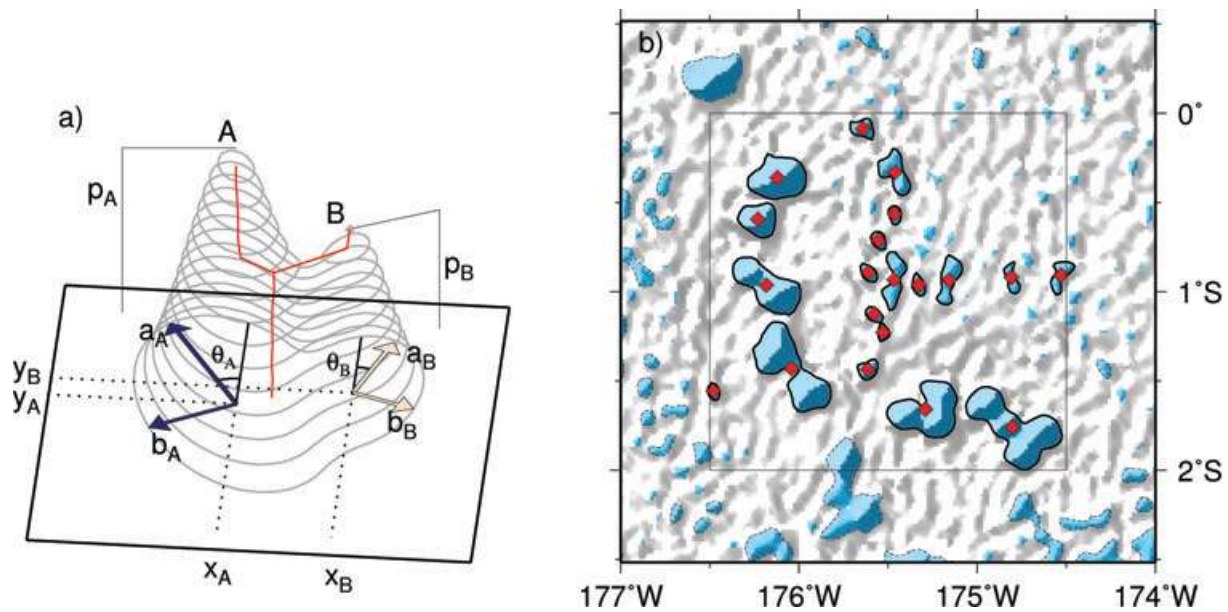 a)
A
p_A
B
p_B
a_A
θ_A
θ_B
a_B
y_B
y_A
b_A
b_B
x_A
x_B
b)
0˚
1˚S
2˚S
177˚W 176˚W 175˚W 174˚W